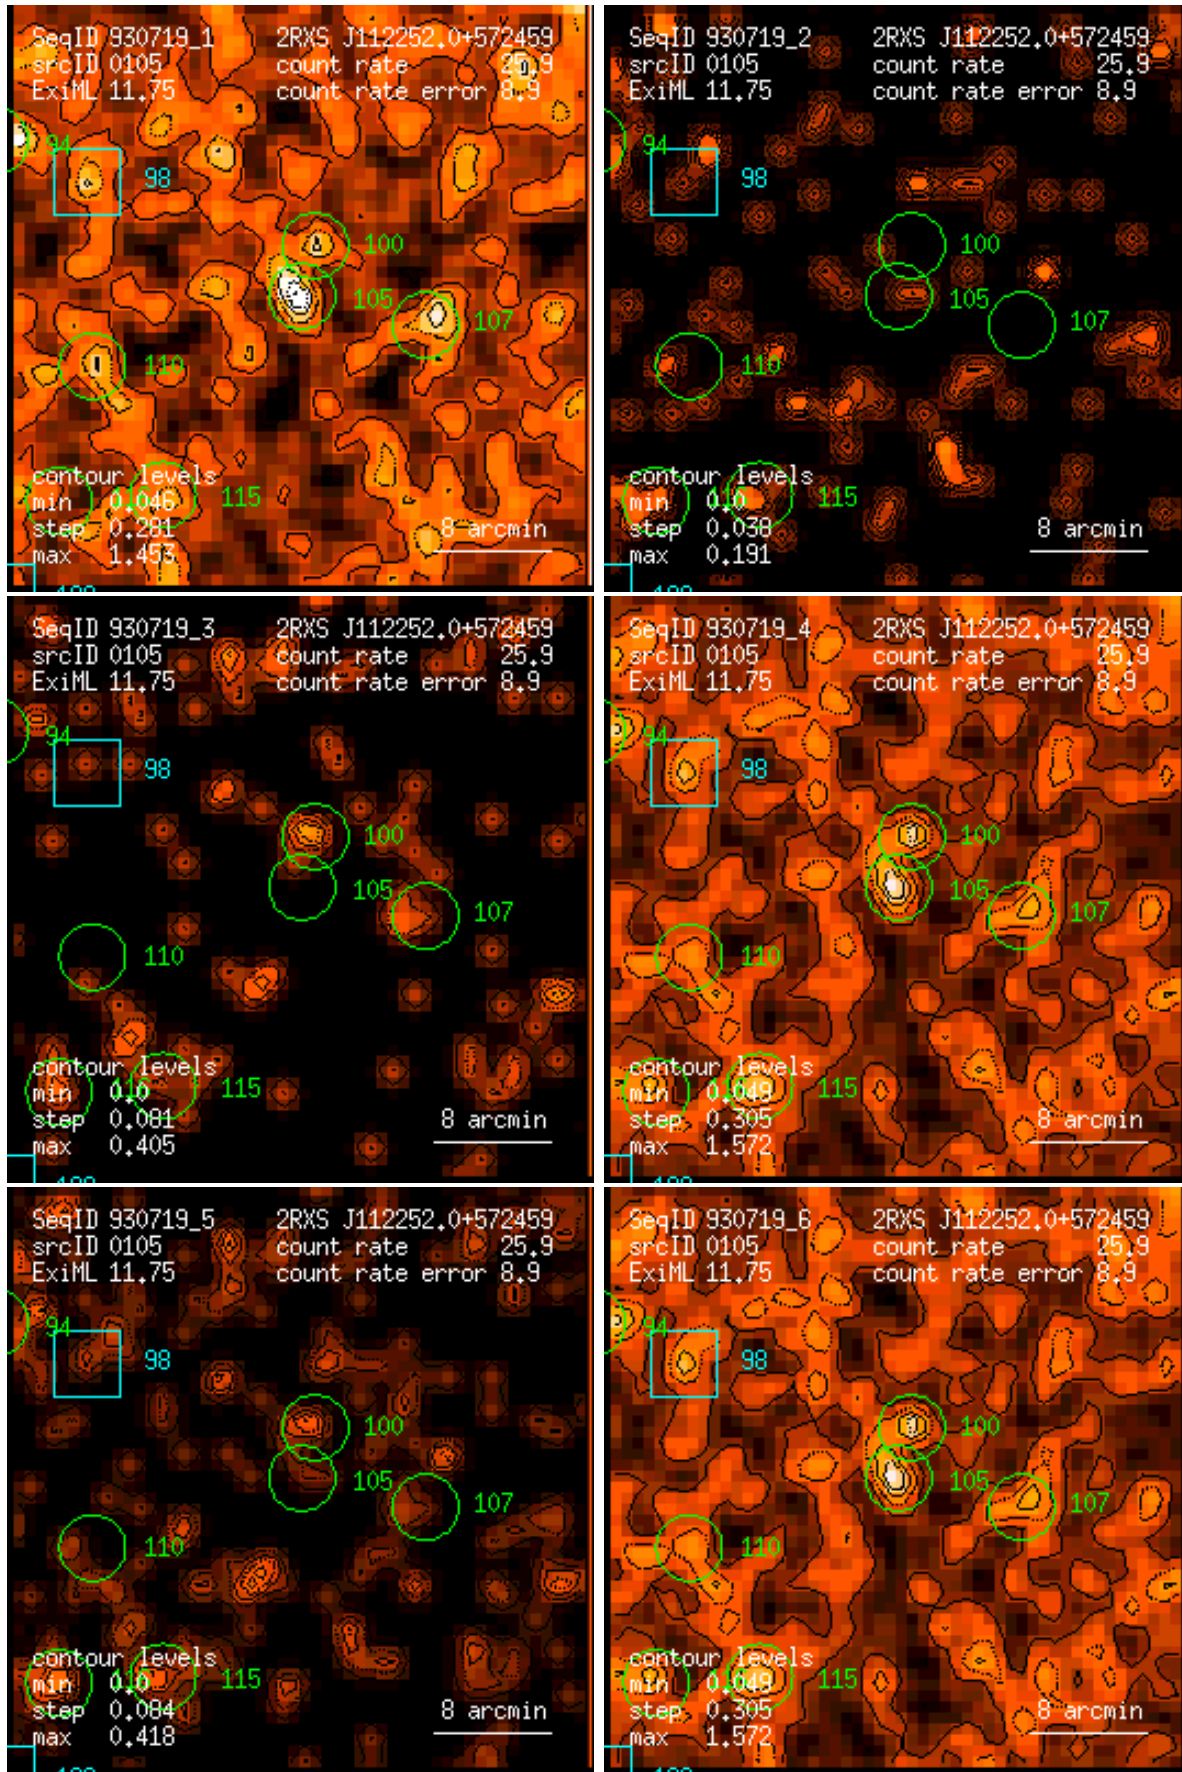 SeqID 930719_1 2RXS J112252.0+572459
srcID 0105 count rate 25.9
ExiML 11.75 count rate error 8.9
94
98
100
105
107
110
contour levels
115
min 0.046
step 0.281
8 arcmin
max 1.453
SeqID 930719_2 2RXS J112252.0+572459
srcID 0105 count rate 25.9
ExiML 11.75 count rate error 8.9
94
98
100
105
107
110
contour levels
115
min 0.0
step 0.038
8 arcmin
max 0.191
SeqID 930719_3 2RXS J112252.0+572459
srcID 0105 count rate 25.9
ExiML 11.75 count rate error 8.9
94
98
100
105
107
110
contour levels
115
min 0.0
step 0.081
8 arcmin
max 0.405
SeqID 930719_4 2RXS J112252.0+572459
srcID 0105 count rate 25.9
ExiML 11.75 count rate error 8.9
94
98
100
105
107
110
contour levels
115
min 0.049
step 0.305
8 arcmin
max 1.572
SeqID 930719_5 2RXS J112252.0+572459
srcID 0105 count rate 25.9
ExiML 11.75 count rate error 8.9
94
98
100
105
107
110
contour levels
115
min 0.0
step 0.084
8 arcmin
max 0.418
SeqID 930719_6 2RXS J112252.0+572459
srcID 0105 count rate 25.9
ExiML 11.75 count rate error 8.9
94
98
100
105
107
110
contour levels
115
min 0.049
step 0.305
8 arcmin
max 1.572